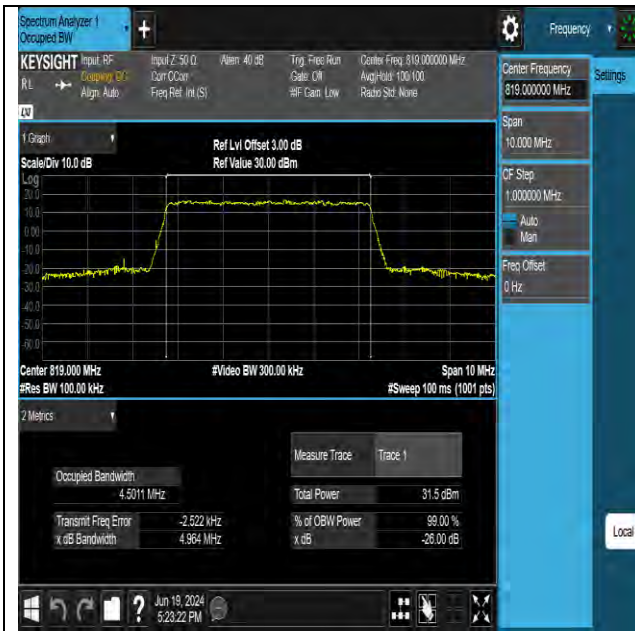 Spectrum Analyzer 1
Occupied BW
+
Frequency
KEYSIGHT Input: RF
RL
Coupling: DC
Align: Auto
Input Z: 50 Ω
Corr CCorr
Freq Ref: Int (S)
Atten: 40 dB
Trig: Free Run
Gate: Off
#IF Gain: Low
Center Freq: 819.000000 MHz
Avg|Hold: 100/100
Radio Std: None
Center Frequency
819.000000 MHz
Settings
Span
10.000 MHz
CF Step
1.000000 MHz
Auto
Man
Freq Offset
0 Hz
1 Graph
Ref Lvl Offset 3.00 dB
Scale/Div 10.0 dB
Ref Value 30.00 dBm
Log
20.0
10.0
0.00
-10.0
-20.0
-30.0
-40.0
-50.0
-60.0
Center 819.000 MHz
#Video BW 300.00 kHz
Span 10 MHz
#Res BW 100.00 kHz
#Sweep 100 ms (1001 pts)
2 Metrics
Measure Trace Trace 1
Occupied Bandwidth
4.5011 MHz
Total Power 31.5 dBm
Transmit Freq Error -2.522 kHz
% of OBW Power 99.00 %
x dB Bandwidth 4.964 MHz
x dB -26.00 dB
Local
?
Jun 19, 2024
5:23:22 PM